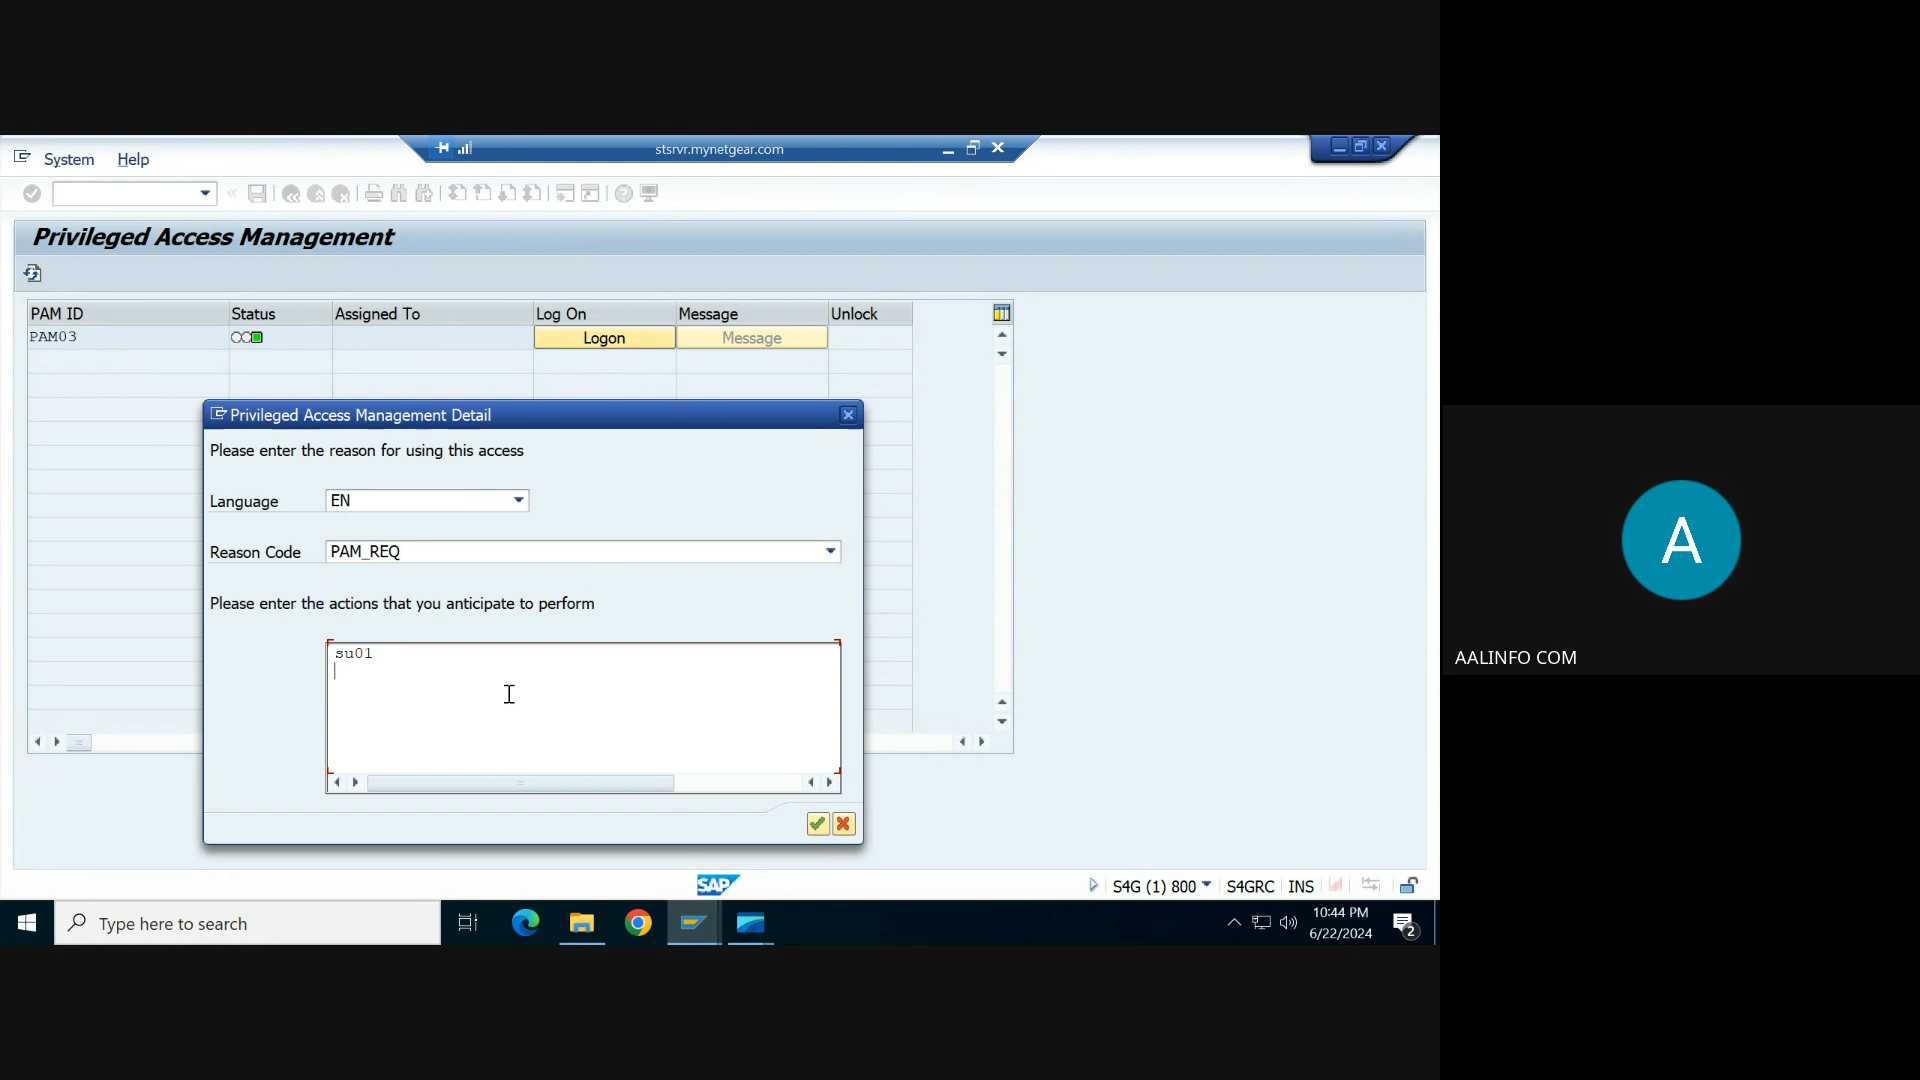 stsrvr.mynetgear.com
System Help
Privileged Access Management
PAM ID Status Assigned To Log On Message Unlock
PAM03 Logon Message
Privileged Access Management Detail
Please enter the reason for using this access
Language EN
Reason Code PAM_REQ
Please enter the actions that you anticipate to perform
su01
A
AALINFO COM
SAP S4G (1) 800 S4GRC INS
Type here to search
10:44 PM
6/22/2024
2